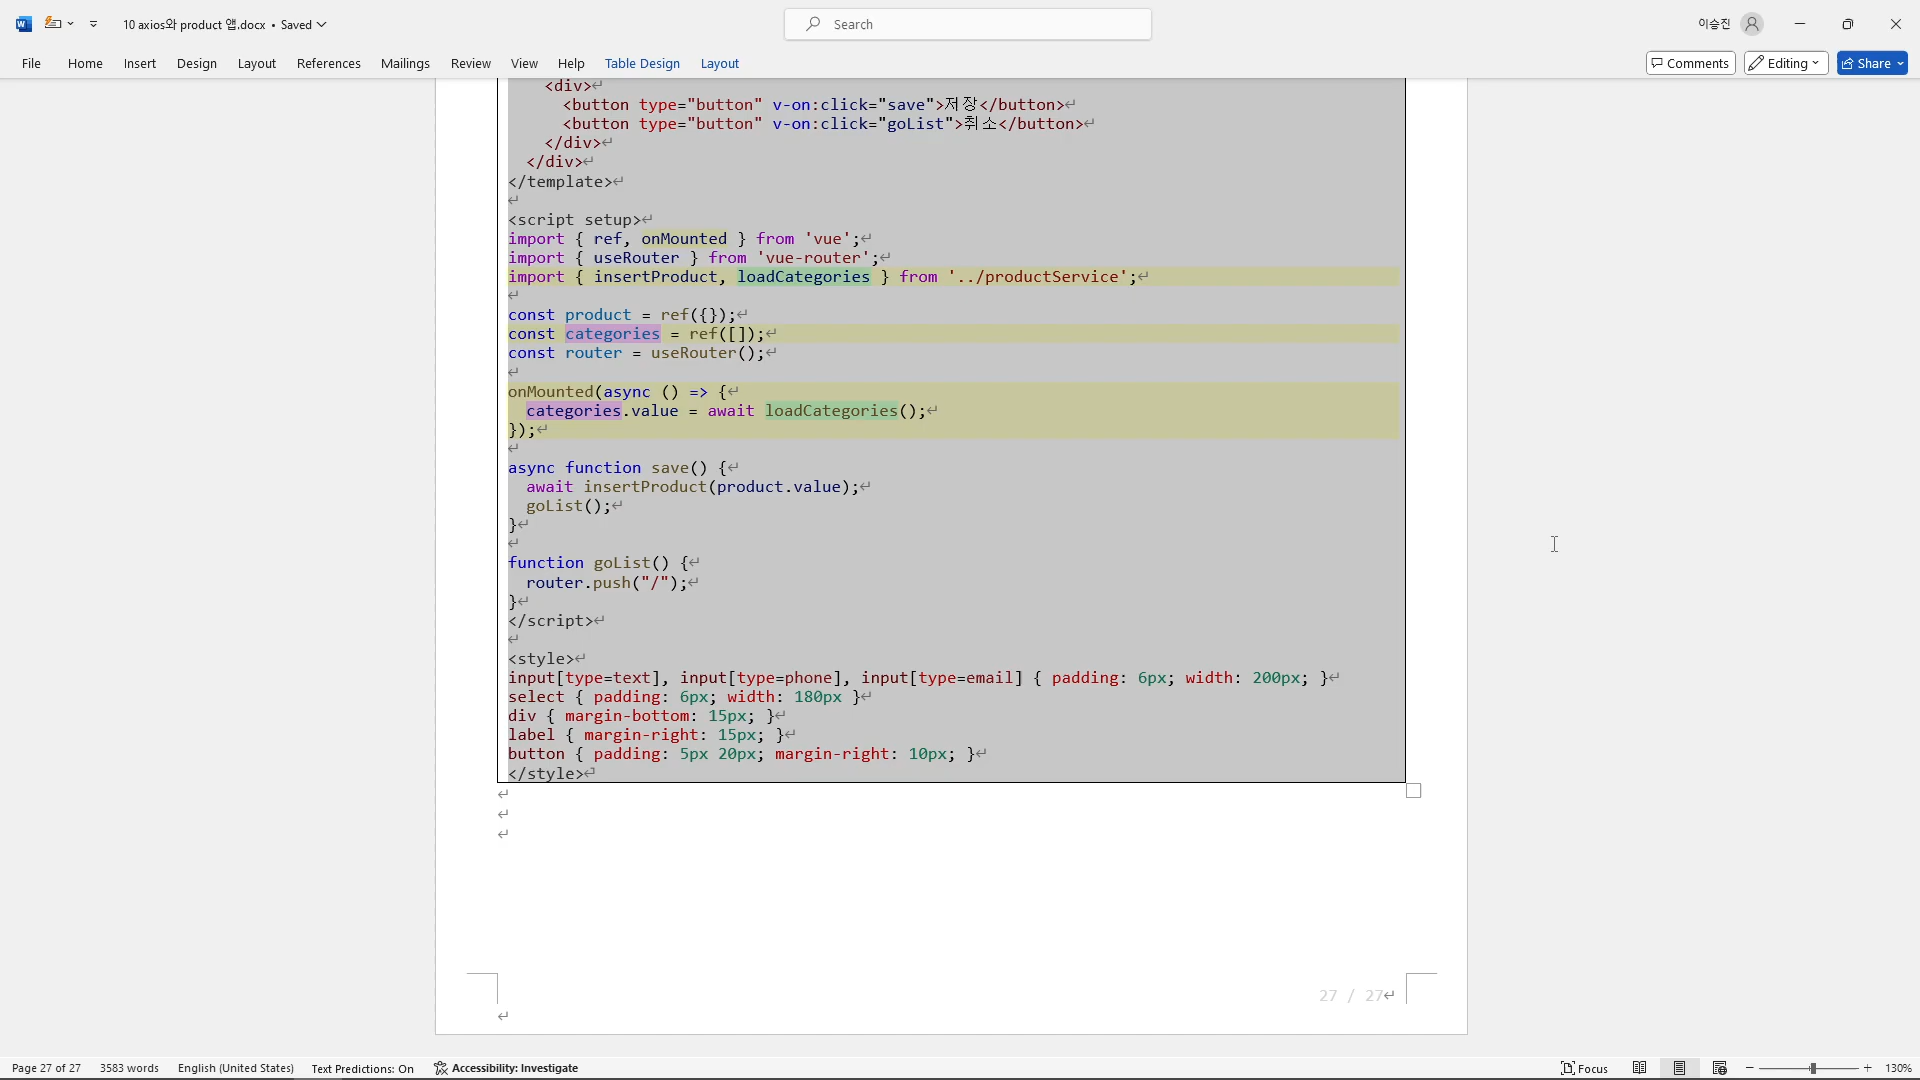 10 axios와 product 앱.docx • Saved
Search
이승진
File Home Insert Design Layout References Mailings Review View Help Table Design Layout
Comments Editing Share
<div>↵
<button type="button" v-on:click="save">저장</button>↵
<button type="button" v-on:click="goList">취소</button>↵
</div>↵
</div>↵
</template>↵
↵
<script setup>↵
import { ref, onMounted } from 'vue';↵
import { useRouter } from 'vue-router';↵
import { insertProduct, loadCategories } from '../productService';↵
↵
const product = ref({});↵
const categories = ref([]);↵
const router = useRouter();↵
↵
onMounted(async () => {↵
categories.value = await loadCategories();↵
});↵
↵
async function save() {↵
await insertProduct(product.value);↵
goList();↵
}↵
↵
function goList() {↵
router.push("/");↵
}↵
</script>↵
↵
<style>↵
input[type=text], input[type=phone], input[type=email] { padding: 6px; width: 200px; }↵
select { padding: 6px; width: 180px }↵
div { margin-bottom: 15px; }↵
label { margin-right: 15px; }↵
button { padding: 5px 20px; margin-right: 10px; }↵
</style>↵
↵
↵
↵
27 / 27↵
↵
Page 27 of 27 3583 words English (United States) Text Predictions: On Accessibility: Investigate Focus 130%